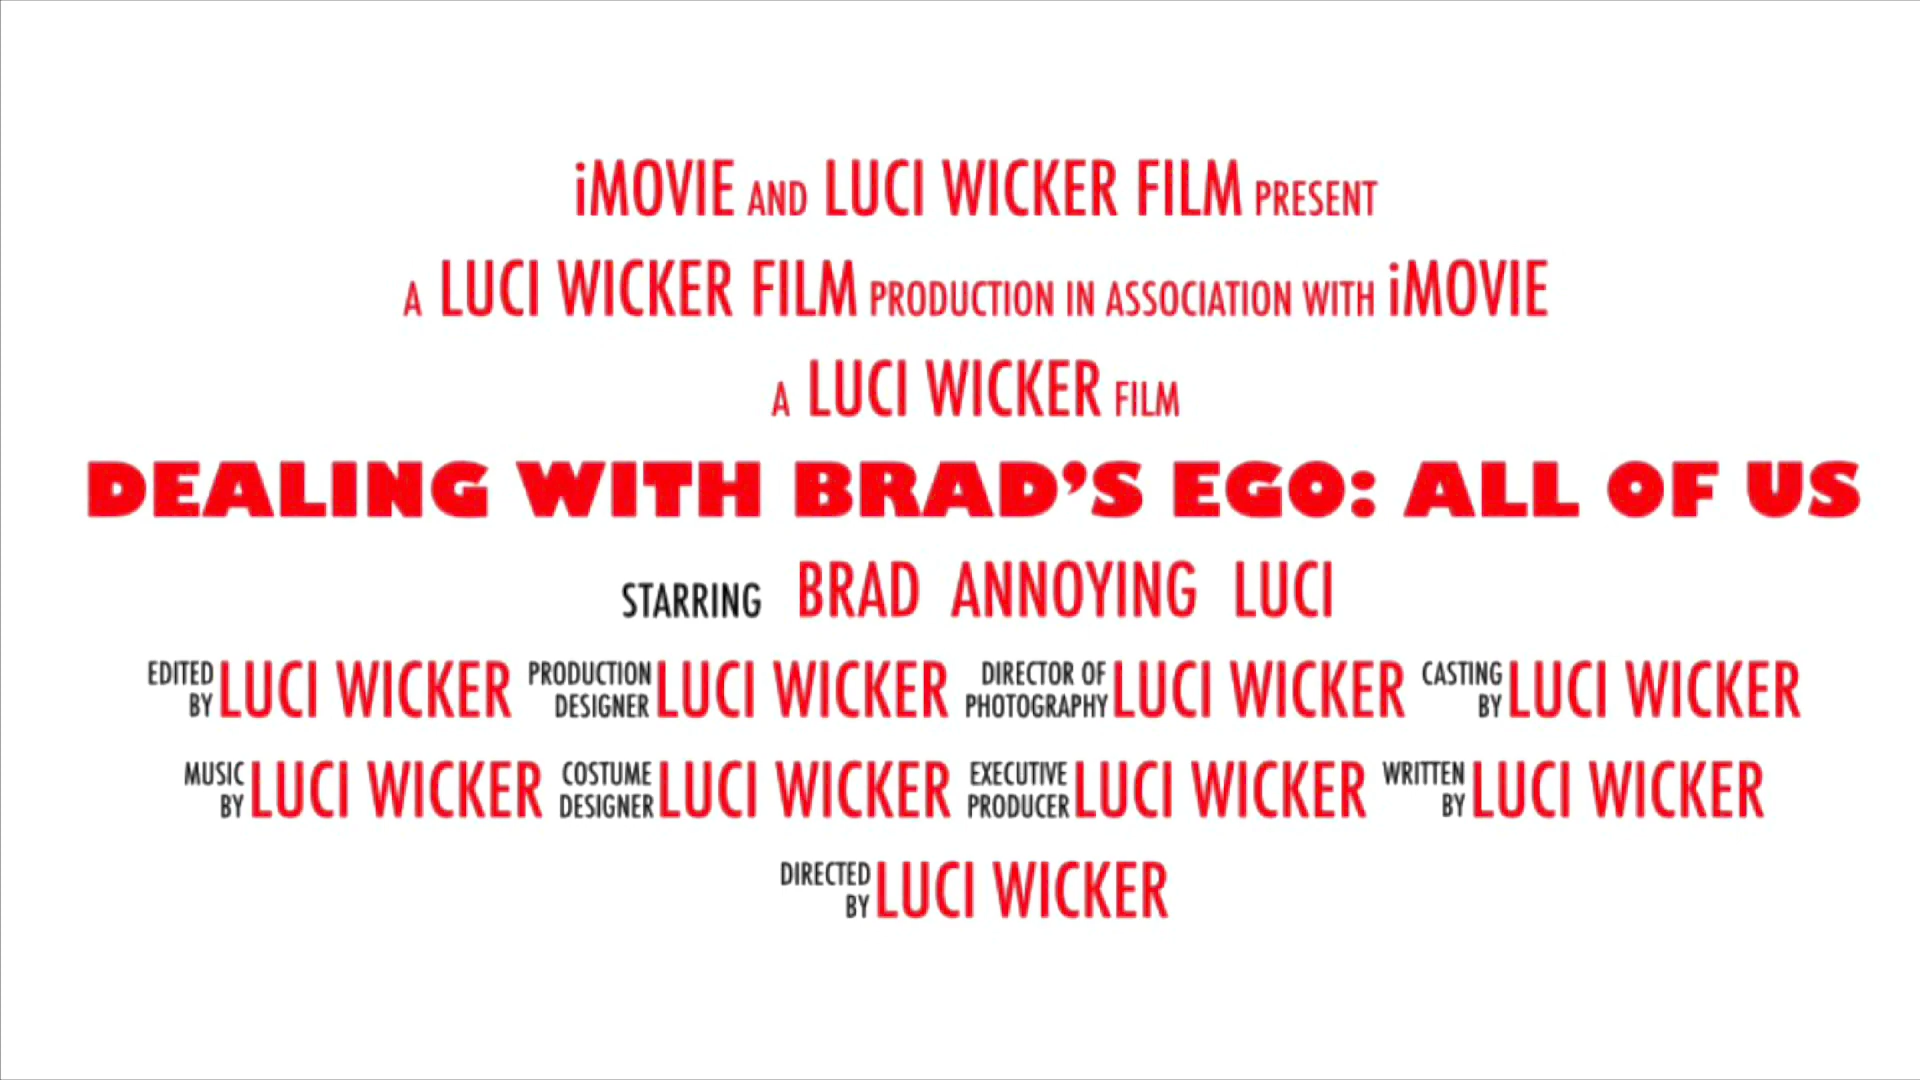 iMOVIE AND LUCI WICKER FILM PRESENT
A LUCI WICKER FILM PRODUCTION IN ASSOCIATION WITH iMOVIE
A LUCI WICKER FILM
DEALING WITH BRAD’S EGO: ALL OF US
STARRING BRAD ANNOYING LUCI
EDITED BY LUCI WICKER PRODUCTION DESIGNER LUCI WICKER DIRECTOR OF PHOTOGRAPHY LUCI WICKER CASTING BY LUCI WICKER
MUSIC BY LUCI WICKER COSTUME DESIGNER LUCI WICKER EXECUTIVE PRODUCER LUCI WICKER WRITTEN BY LUCI WICKER
DIRECTED BY LUCI WICKER